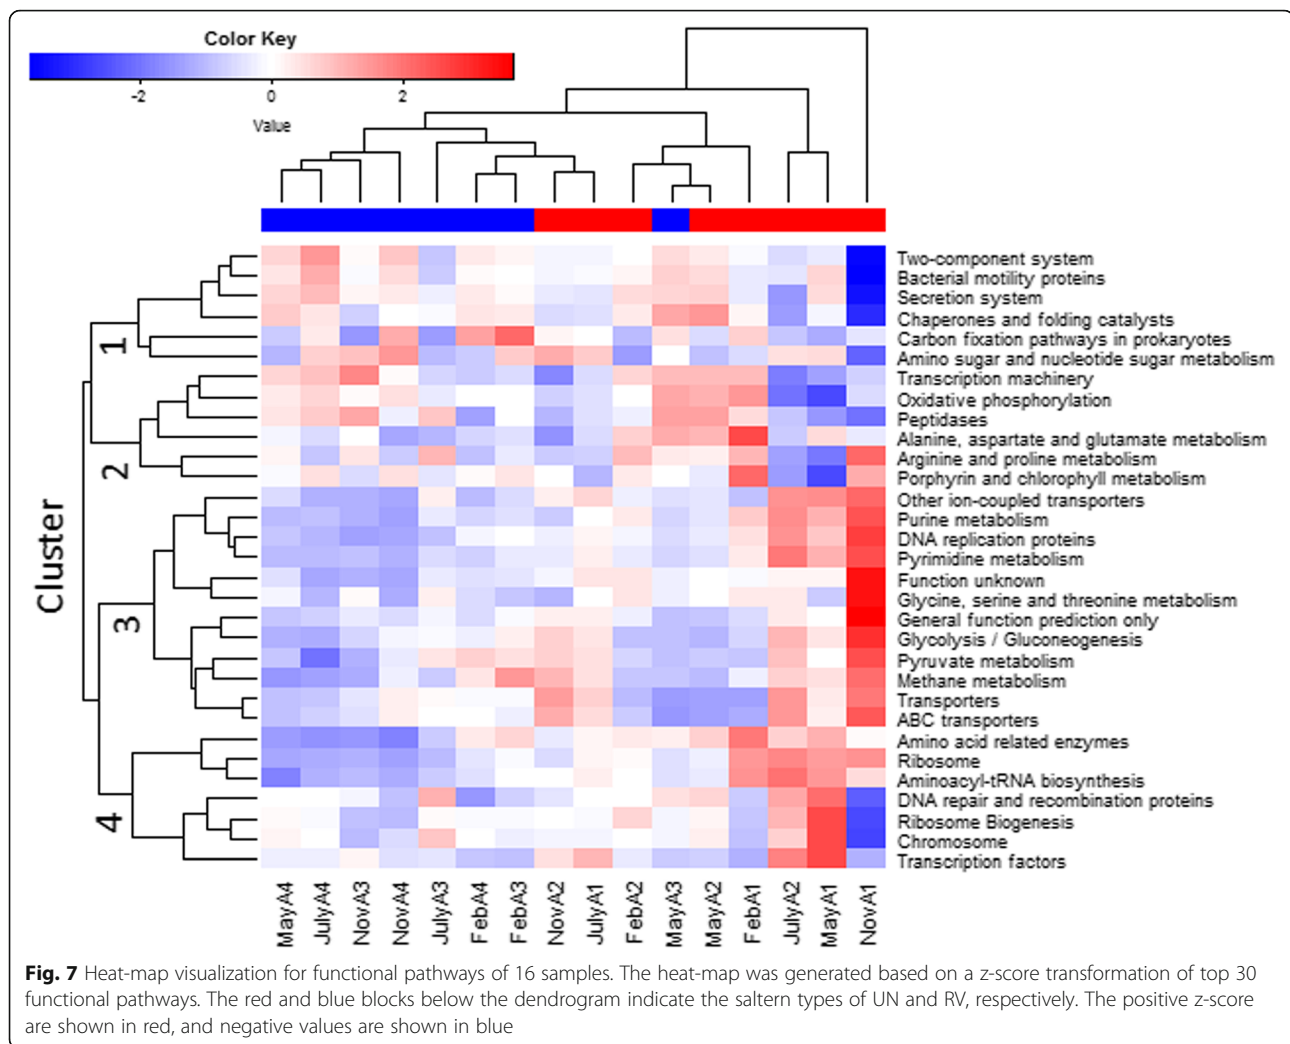 Color Key
-2 0 2
Value
Cluster
1
2
3
4
Two-component system
Bacterial motility proteins
Secretion system
Chaperones and folding catalysts
Carbon fixation pathways in prokaryotes
Amino sugar and nucleotide sugar metabolism
Transcription machinery
Oxidative phosphorylation
Peptidases
Alanine, aspartate and glutamate metabolism
Arginine and proline metabolism
Porphyrin and chlorophyll metabolism
Other ion-coupled transporters
Purine metabolism
DNA replication proteins
Pyrimidine metabolism
Function unknown
Glycine, serine and threonine metabolism
General function prediction only
Glycolysis / Gluconeogenesis
Pyruvate metabolism
Methane metabolism
Transporters
ABC transporters
Amino acid related enzymes
Ribosome
Aminoacyl-tRNA biosynthesis
DNA repair and recombination proteins
Ribosome Biogenesis
Chromosome
Transcription factors
MayA4
JulyA4
NovA3
NovA4
JulyA3
FebA4
FebA3
NovA2
JulyA1
FebA2
MayA3
MayA2
FebA1
JulyA2
MayA1
NovA1
Fig. 7 Heat-map visualization for functional pathways of 16 samples. The heat-map was generated based on a z-score transformation of top 30
functional pathways. The red and blue blocks below the dendrogram indicate the saltern types of UN and RV, respectively. The positive z-score
are shown in red, and negative values are shown in blue